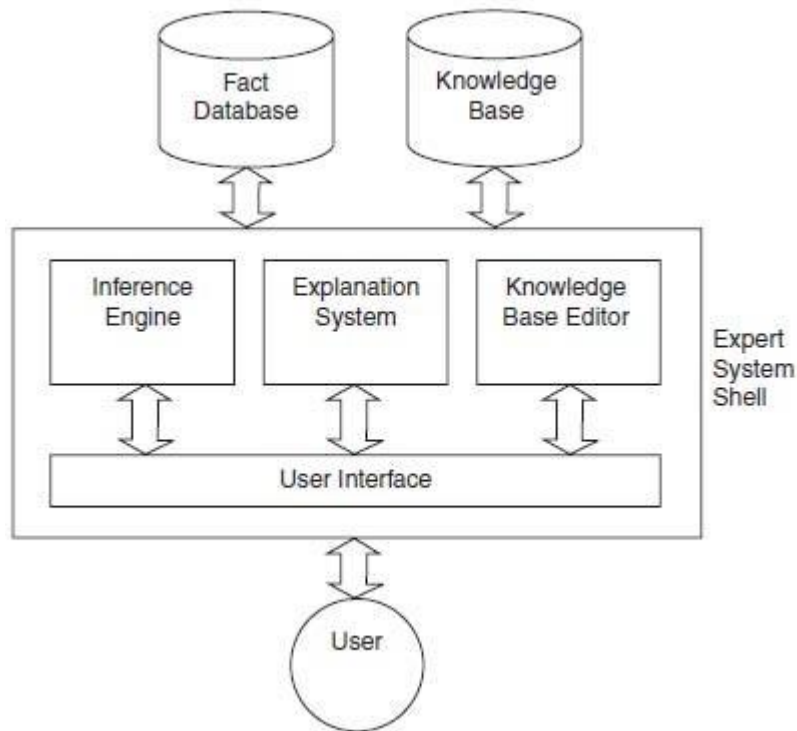 Fact
Database
Knowledge
Base
Inference
Engine
Explanation
System
Knowledge
Base Editor
Expert
System
Shell
User Interface
User